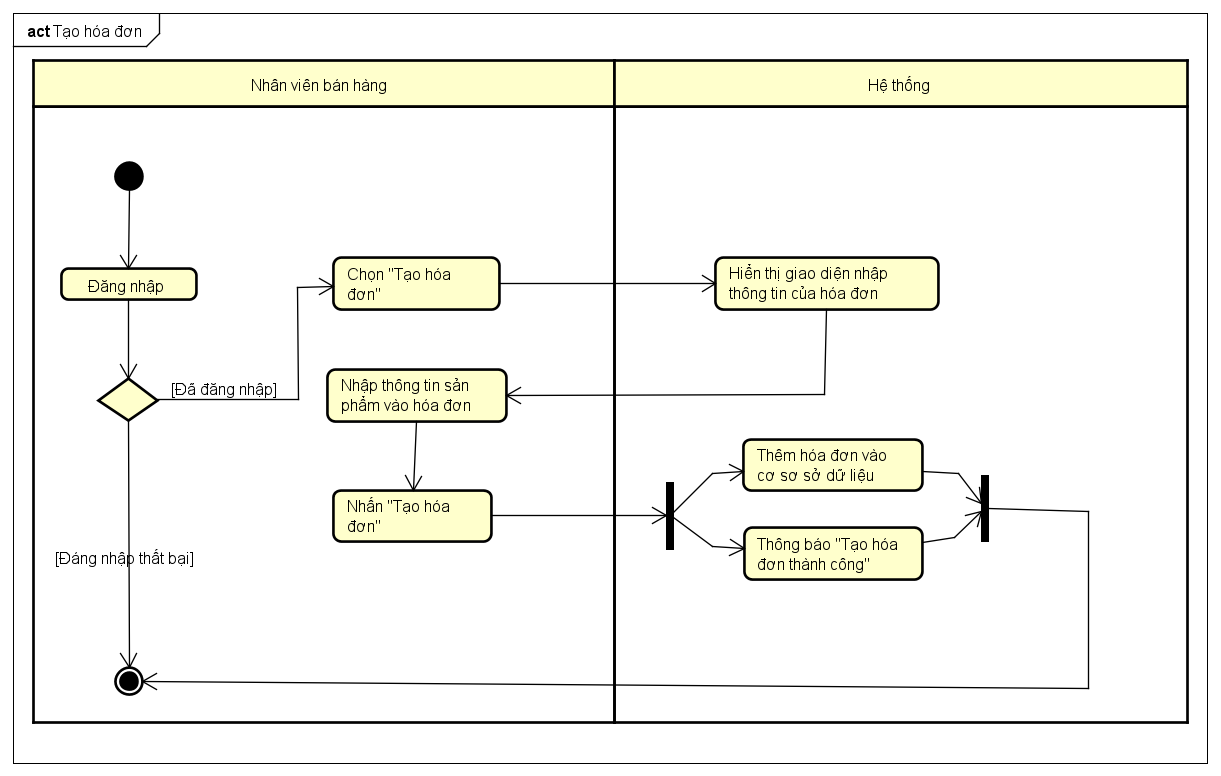 act Tạo hóa đơn
Nhân viên bán hàng
Hệ thống
Đăng nhập
Chọn "Tạo hóa
đơn"
Hiển thị giao diện nhập
thông tin của hóa đơn
[Đã đăng nhập]
Nhập thông tin sản
phẩm vào hóa đơn
Thêm hóa đơn vào
cơ sơ sở dữ liệu
Nhấn "Tạo hóa
đơn"
Thông báo "Tạo hóa
đơn thành công"
[Đáng nhập thất bại]